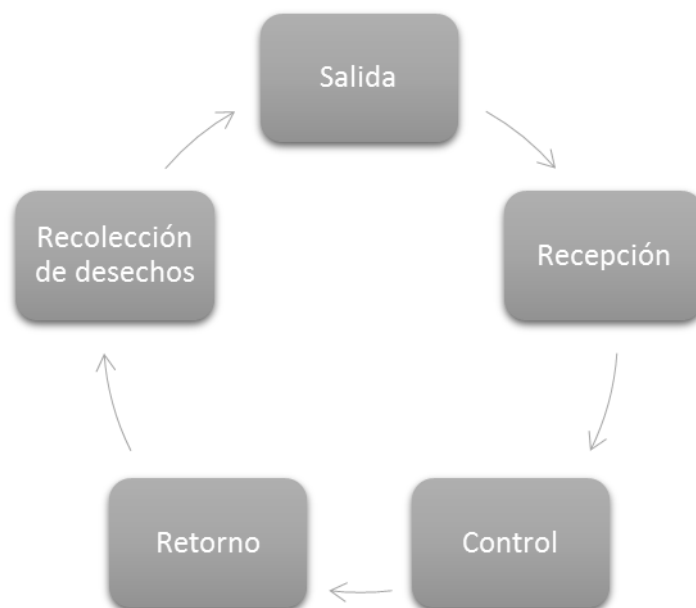 Salida
Recepción
Control
Retorno
Recolección
de desechos